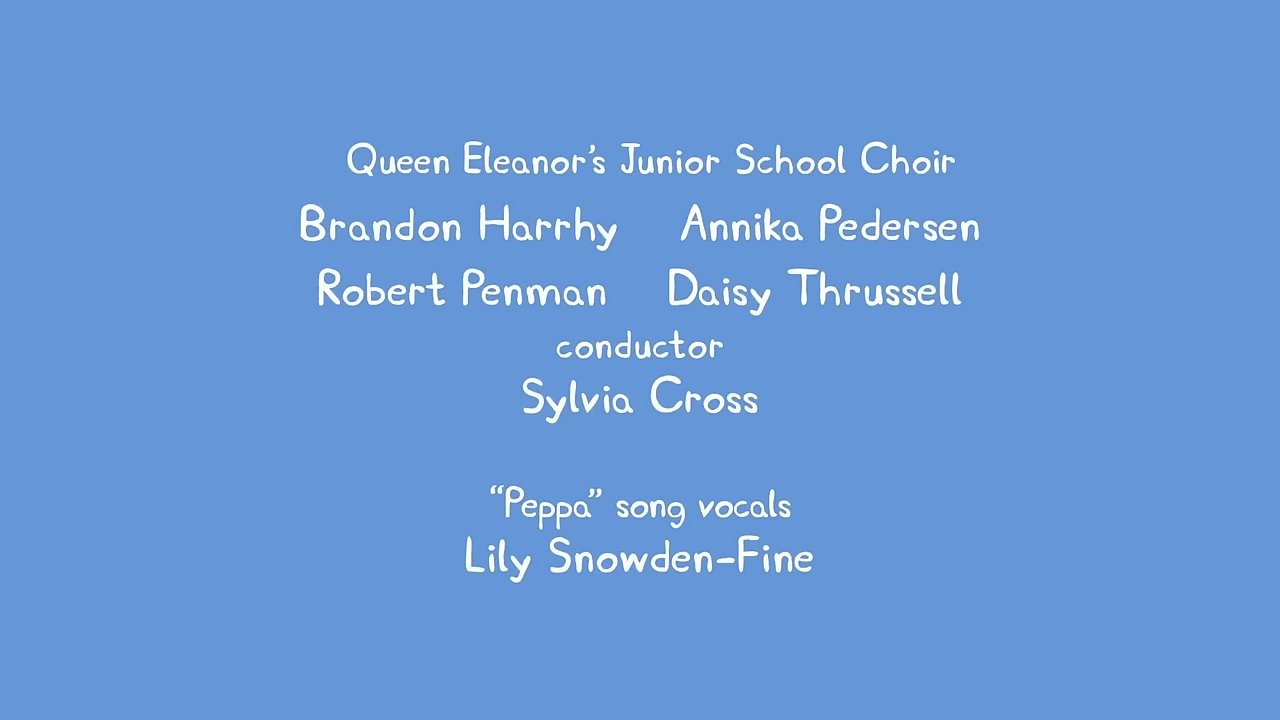 Queen Eleanor’s Junior School Choir
Brandon Harrhy Annika Pedersen
Robert Penman Daisy Thrussell
conductor
Sylvia Cross
“Peppa” song vocals
Lily Snowden-Fine